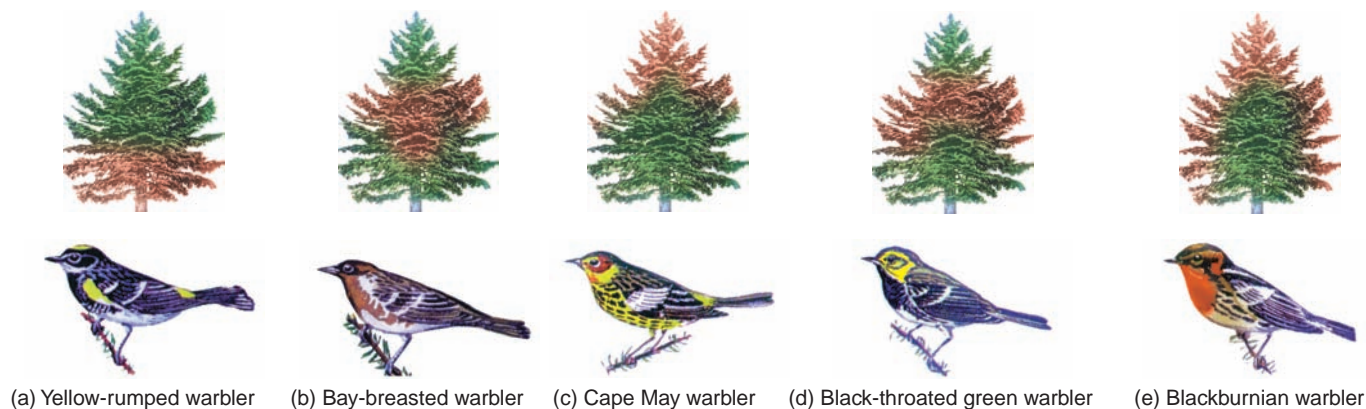 (a) Yellow-rumped warbler
(b) Bay-breasted warbler
(c) Cape May warbler
(d) Black-throated green warbler
(e) Blackburnian warbler